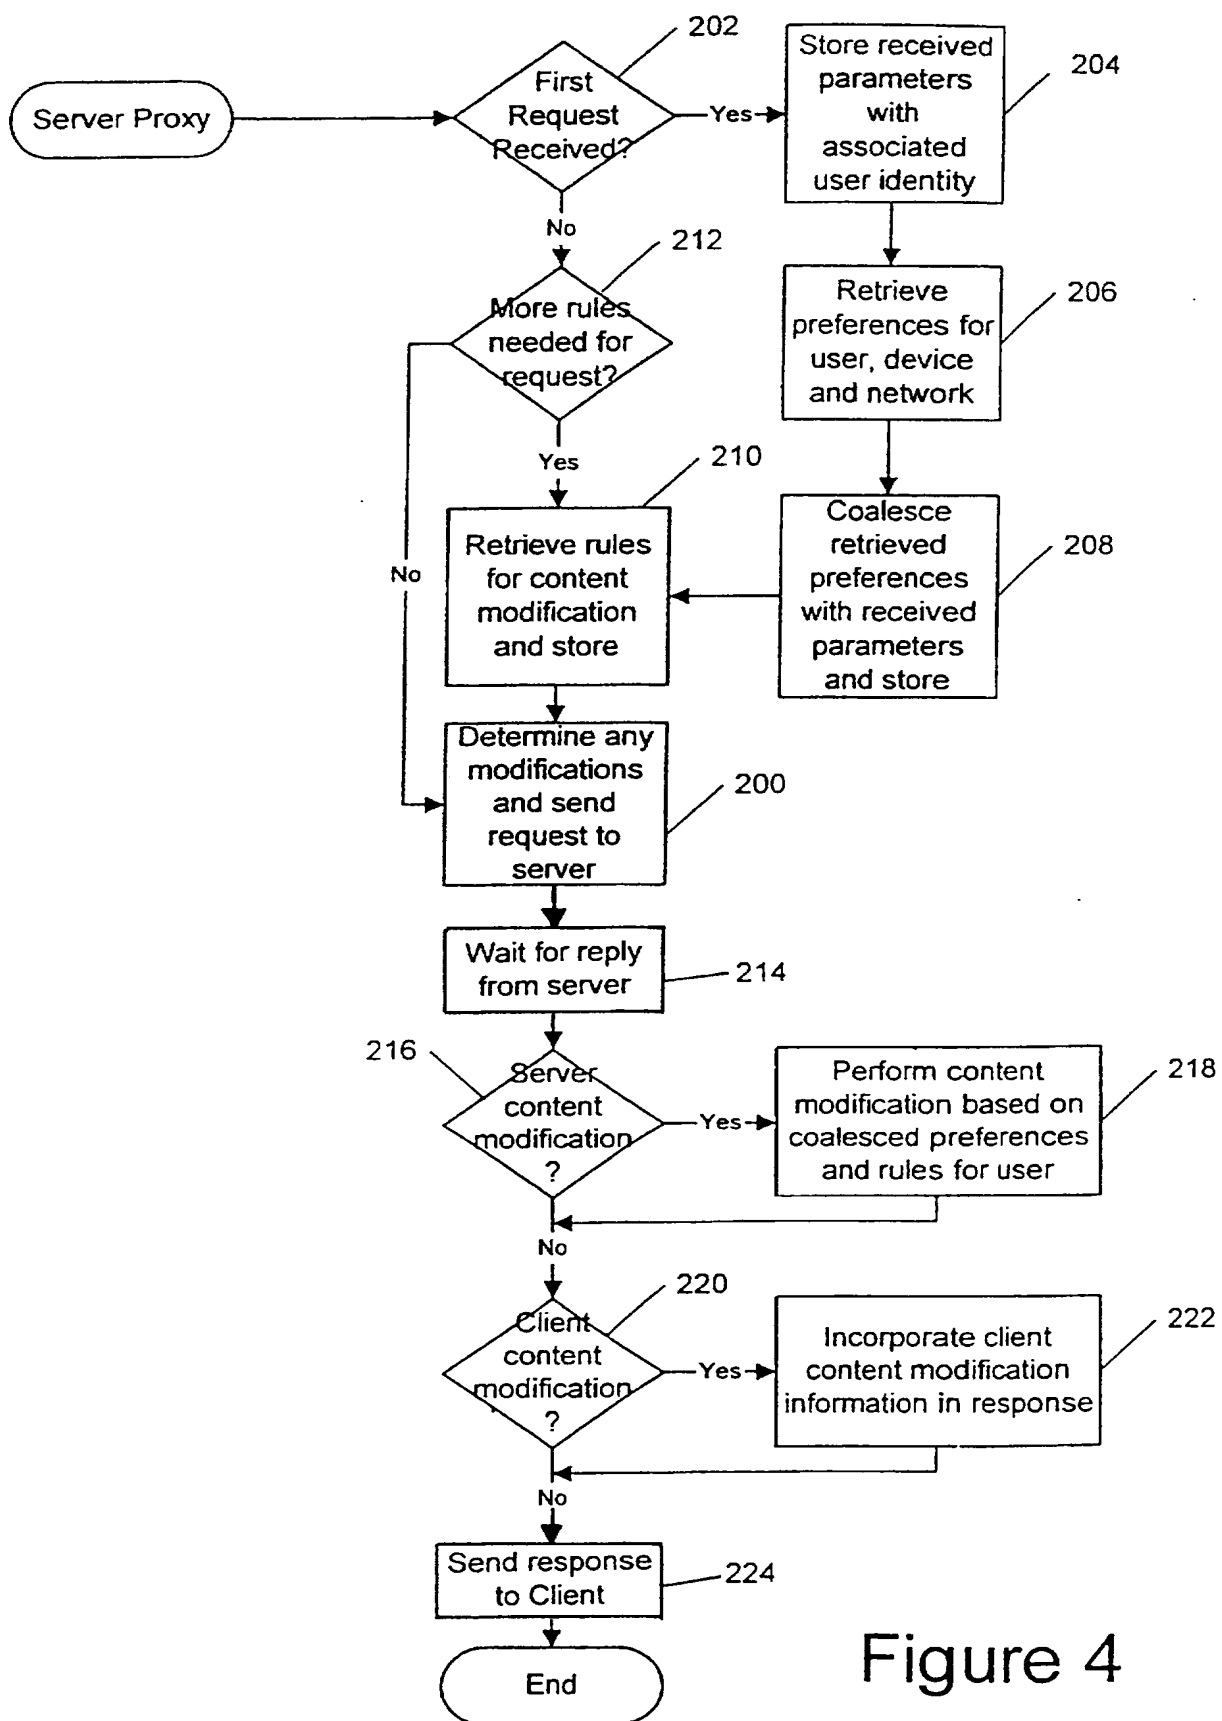 202
First
Request
Received?
Server Proxy
Yes
Store received
parameters
with
associated
user identity
204
No
212
More rules
needed for
request?
Retrieve
preferences for
user, device
and network
206
Yes
210
No
Retrieve rules
for content
modification
and store
Coalesce
retrieved
preferences
with received
parameters
and store
208
Determine any
modifications
and send
request to
server
200
Wait for reply
from server
214
216
Server
content
modification
?
Yes
Perform content
modification based on
coalesced preferences
and rules for user
218
No
220
Client
content
modification
?
Yes
Incorporate client
content modification
information in response
222
No
Send response
to Client
224
End
Figure 4